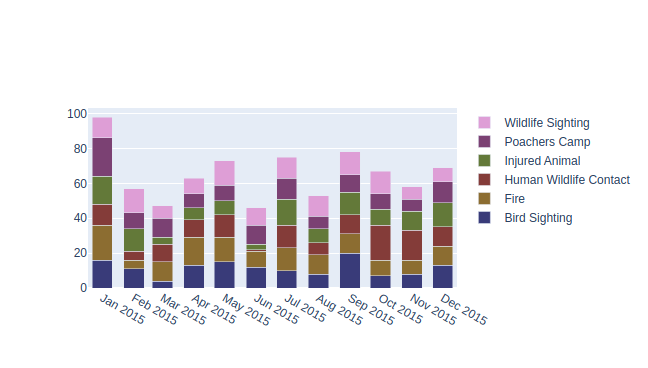 100
80
60
40
20
0
Jan 2015
Feb 2015
Mar 2015
Apr 2015
May 2015
Jun 2015
Jul 2015
Aug 2015
Sep 2015
Oct 2015
Nov 2015
Dec 2015
Wildlife Sighting
Poachers Camp
Injured Animal
Human Wildlife Contact
Fire
Bird Sighting